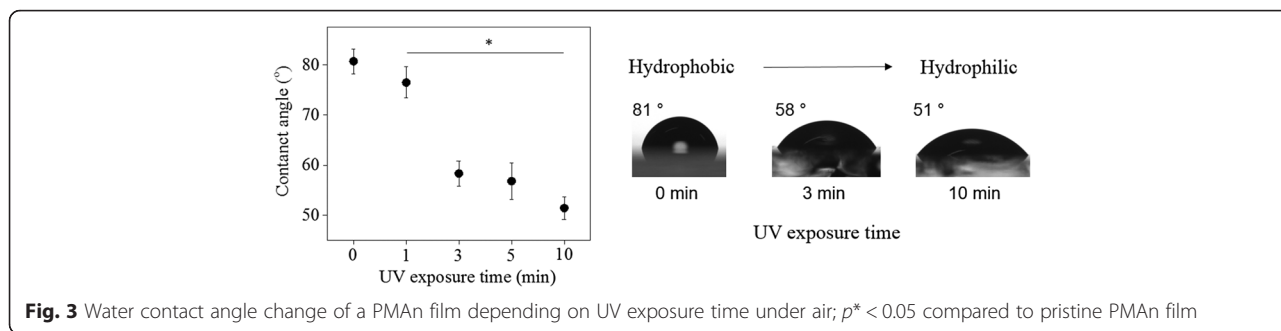 *
Contanct angle (°)
80
70
60
50
0 1 3 5 10
UV exposure time (min)
Hydrophobic Hydrophilic
81 ° 58 ° 51 °
0 min 3 min 10 min
UV exposure time
Fig. 3 Water contact angle change of a PMAn film depending on UV exposure time under air; p* < 0.05 compared to pristine PMAn film